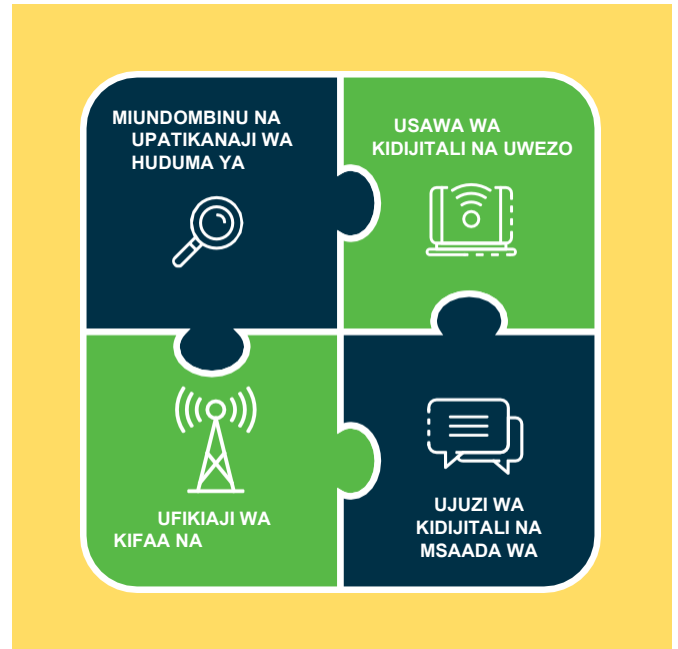 MIUNDOMBINU NA
UPATIKANAJI WA
HUDUMA YA
USAWA WA
KIDIJITALI NA UWEZO
UFIKIAJI WA
KIFAA NA
UJUZI WA
KIDIJITALI NA
MSAADA WA